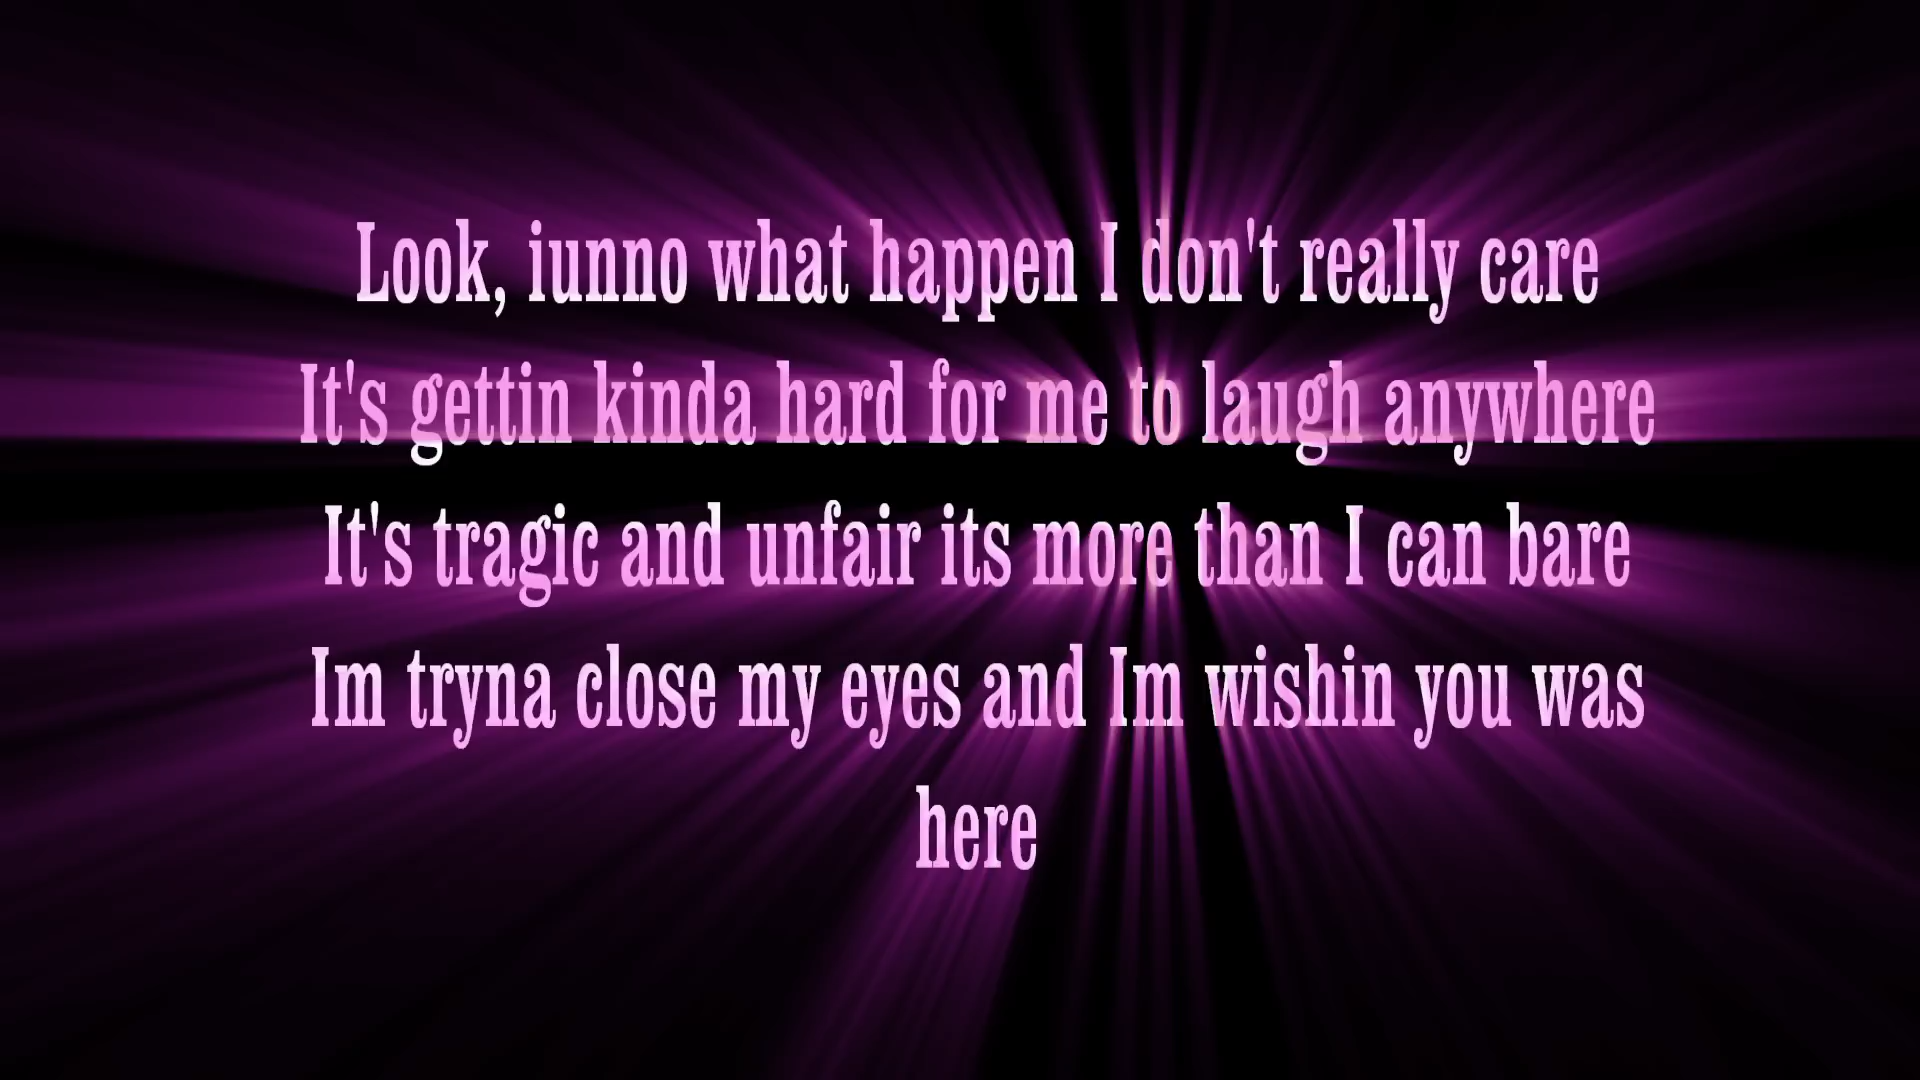 Look, iunno what happen I don't really care
It's gettin kinda hard for me to laugh anywhere
It's tragic and unfair its more than I can bare
Im tryna close my eyes and Im wishin you was
here